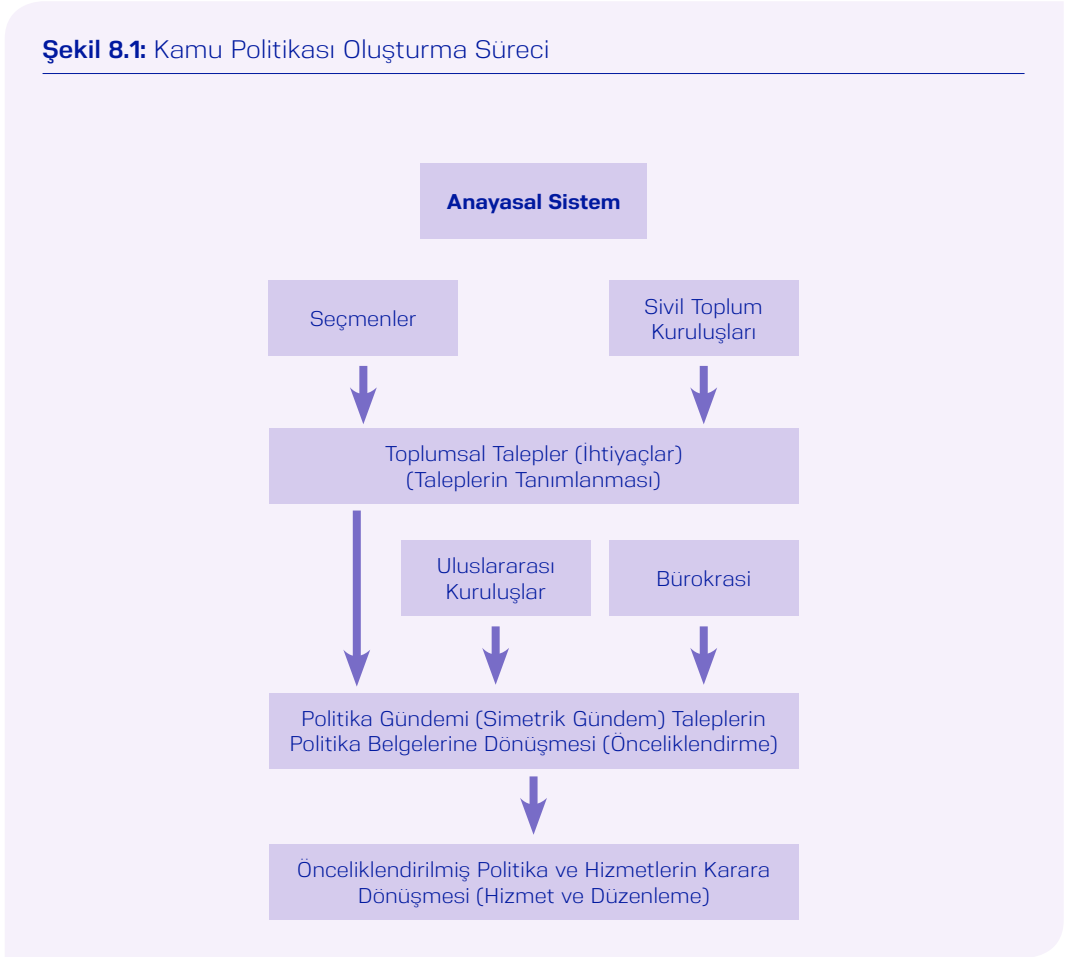 Şekil 8.1: Kamu Politikası Oluşturma Süreci
Anayasal Sistem
Seçmenler
Sivil Toplum
Kuruluşları
Toplumsal Talepler (İhtiyaçlar)
(Taleplerin Tanımlanması)
Uluslararası
Kuruluşlar
Bürokrasi
Politika Gündemi (Simetrik Gündem) Taleplerin
Politika Belgelerine Dönüşmesi (Önceliklendirme)
Önceliklendirilmiş Politika ve Hizmetlerin Karara
Dönüşmesi (Hizmet ve Düzenleme)